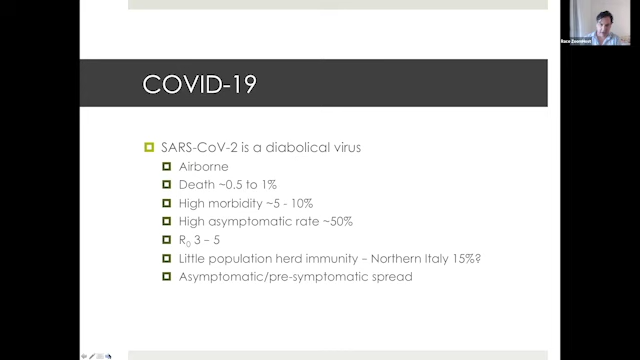 COVID-19
SARS-CoV-2 is a diabolical virus
Airborne
Death ~0.5 to 1%
High morbidity ~5 - 10%
High asymptomatic rate ~50%
R0 3 – 5
Little population herd immunity – Northern Italy 15%?
Asymptomatic/pre-symptomatic spread